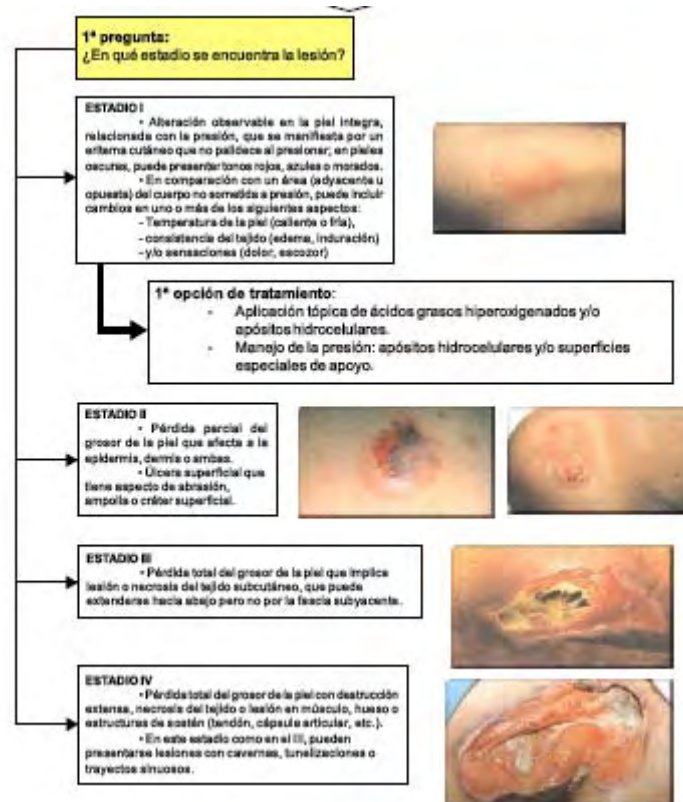 1ª pregunta:
¿En qué estadio se encuentra la lesión?
ESTADIO I
• Alteración observable en la piel íntegra,
relacionada con la presión, que se manifiesta por un
eritema cutáneo que no palidece al presionar; en pieles
oscuras, puede presentar tonos rojos, azules o morados.
• En comparación con un área (adyacente u
opuesta) del cuerpo no sometida a presión, puede incluir
cambios en uno o más de los siguientes aspectos:
- Temperatura de la piel (caliente o fría),
- consistencia del tejido (edema, induración)
- y/o sensaciones (dolor, escozor)
1ª opción de tratamiento:
- Aplicación tópica de ácidos grasos hiperoxigenados y/o
apósitos hidrocelulares.
- Manejo de la presión: apósitos hidrocelulares y/o superficies
especiales de apoyo.
ESTADIO II
• Pérdida parcial del
grosor de la piel que afecta a la
epidermis, dermis o ambas.
• Úlcera superficial que
tiene aspecto de abrasión,
ampolla o cráter superficial.
ESTADIO III
• Pérdida total del grosor de la piel que implica
lesión o necrosis del tejido subcutáneo, que puede
extenderse hacia abajo pero no por la fascia subyacente.
ESTADIO IV
• Pérdida total del grosor de la piel con destrucción
extensa, necrosis del tejido o lesión en músculo, hueso o
estructuras de sostén (tendón, cápsula articular, etc.).
• En este estadio como en el III, pueden
presentarse lesiones con cavernas, tunelizaciones o
trayectos sinuosos.